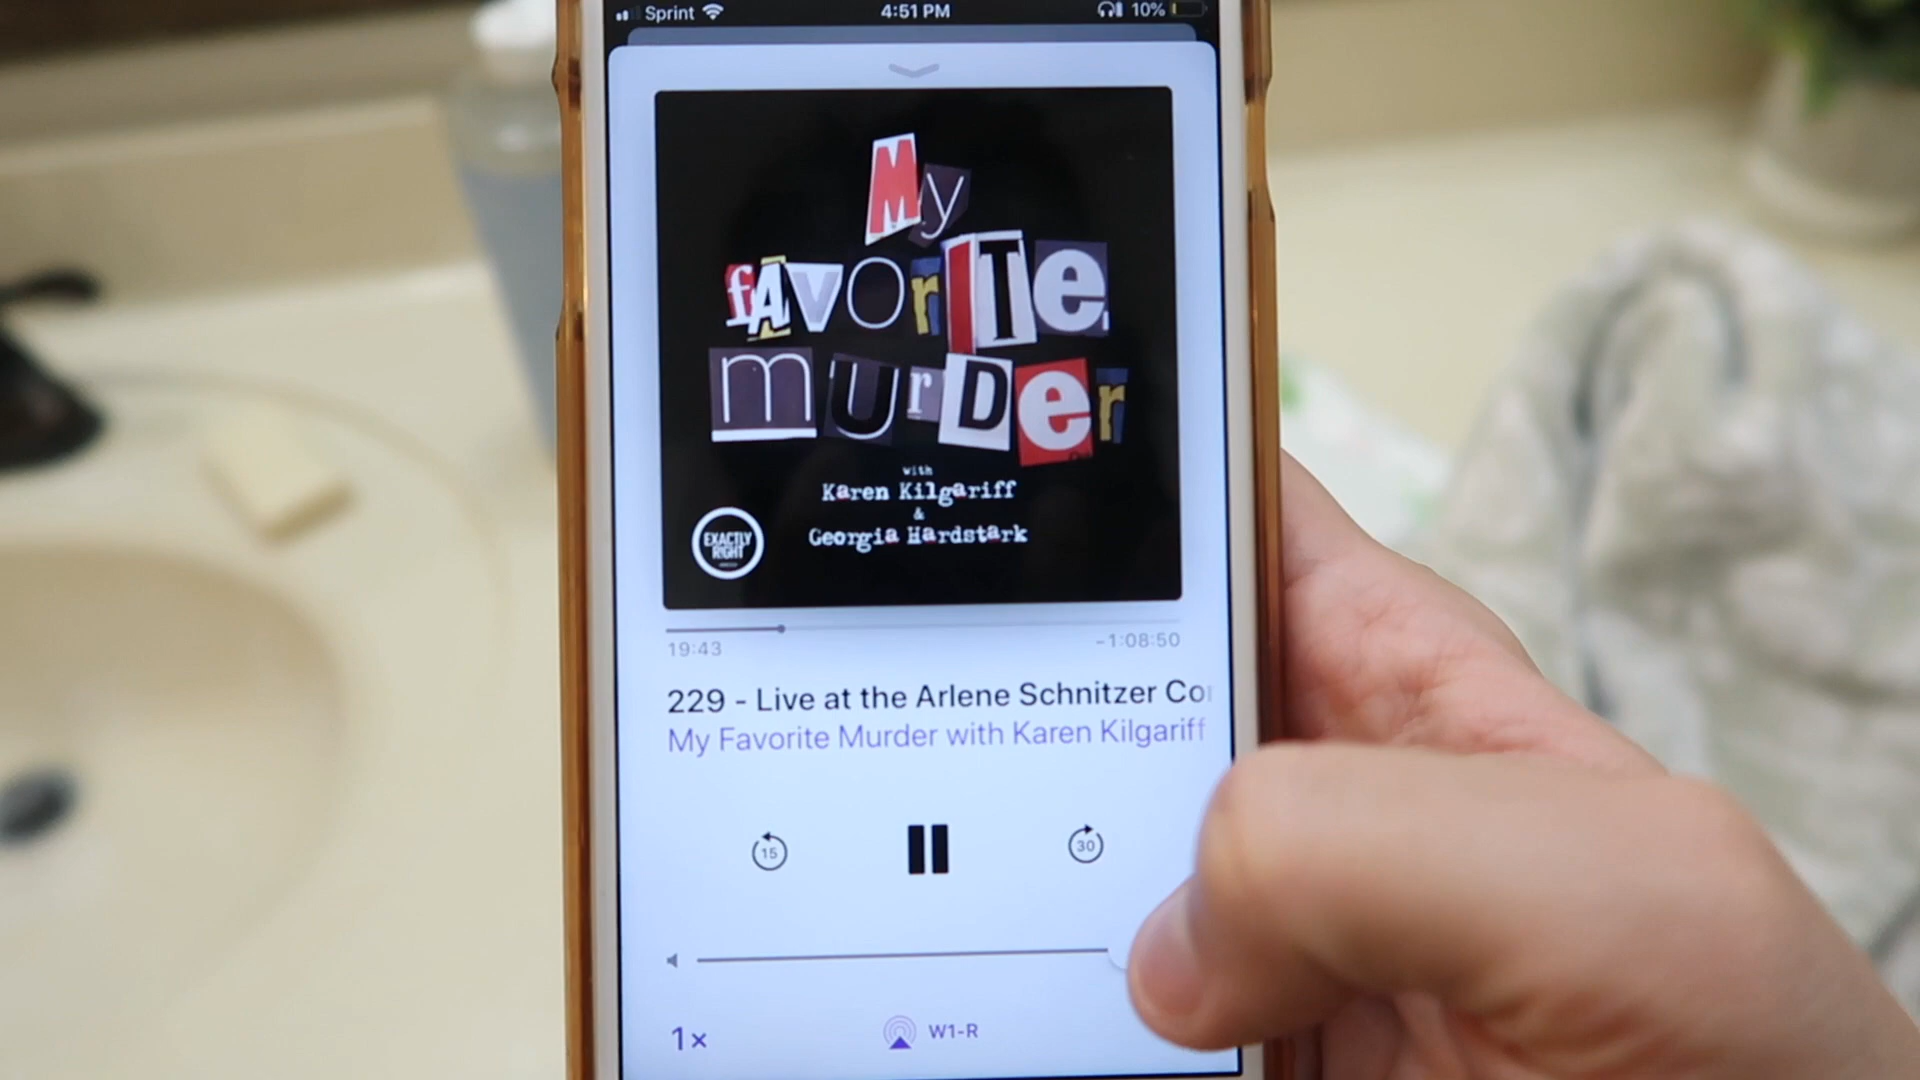 Sprint 4:51 PM 10%
My
fAVOrITe
murDer
with
Karen Kilgariff
&
Georgia Hardstark
EXACTLY
RIGHT
19:43 -1:08:50
229 - Live at the Arlene Schnitzer Co
My Favorite Murder with Karen Kilgariff
15 30
1× W1-R